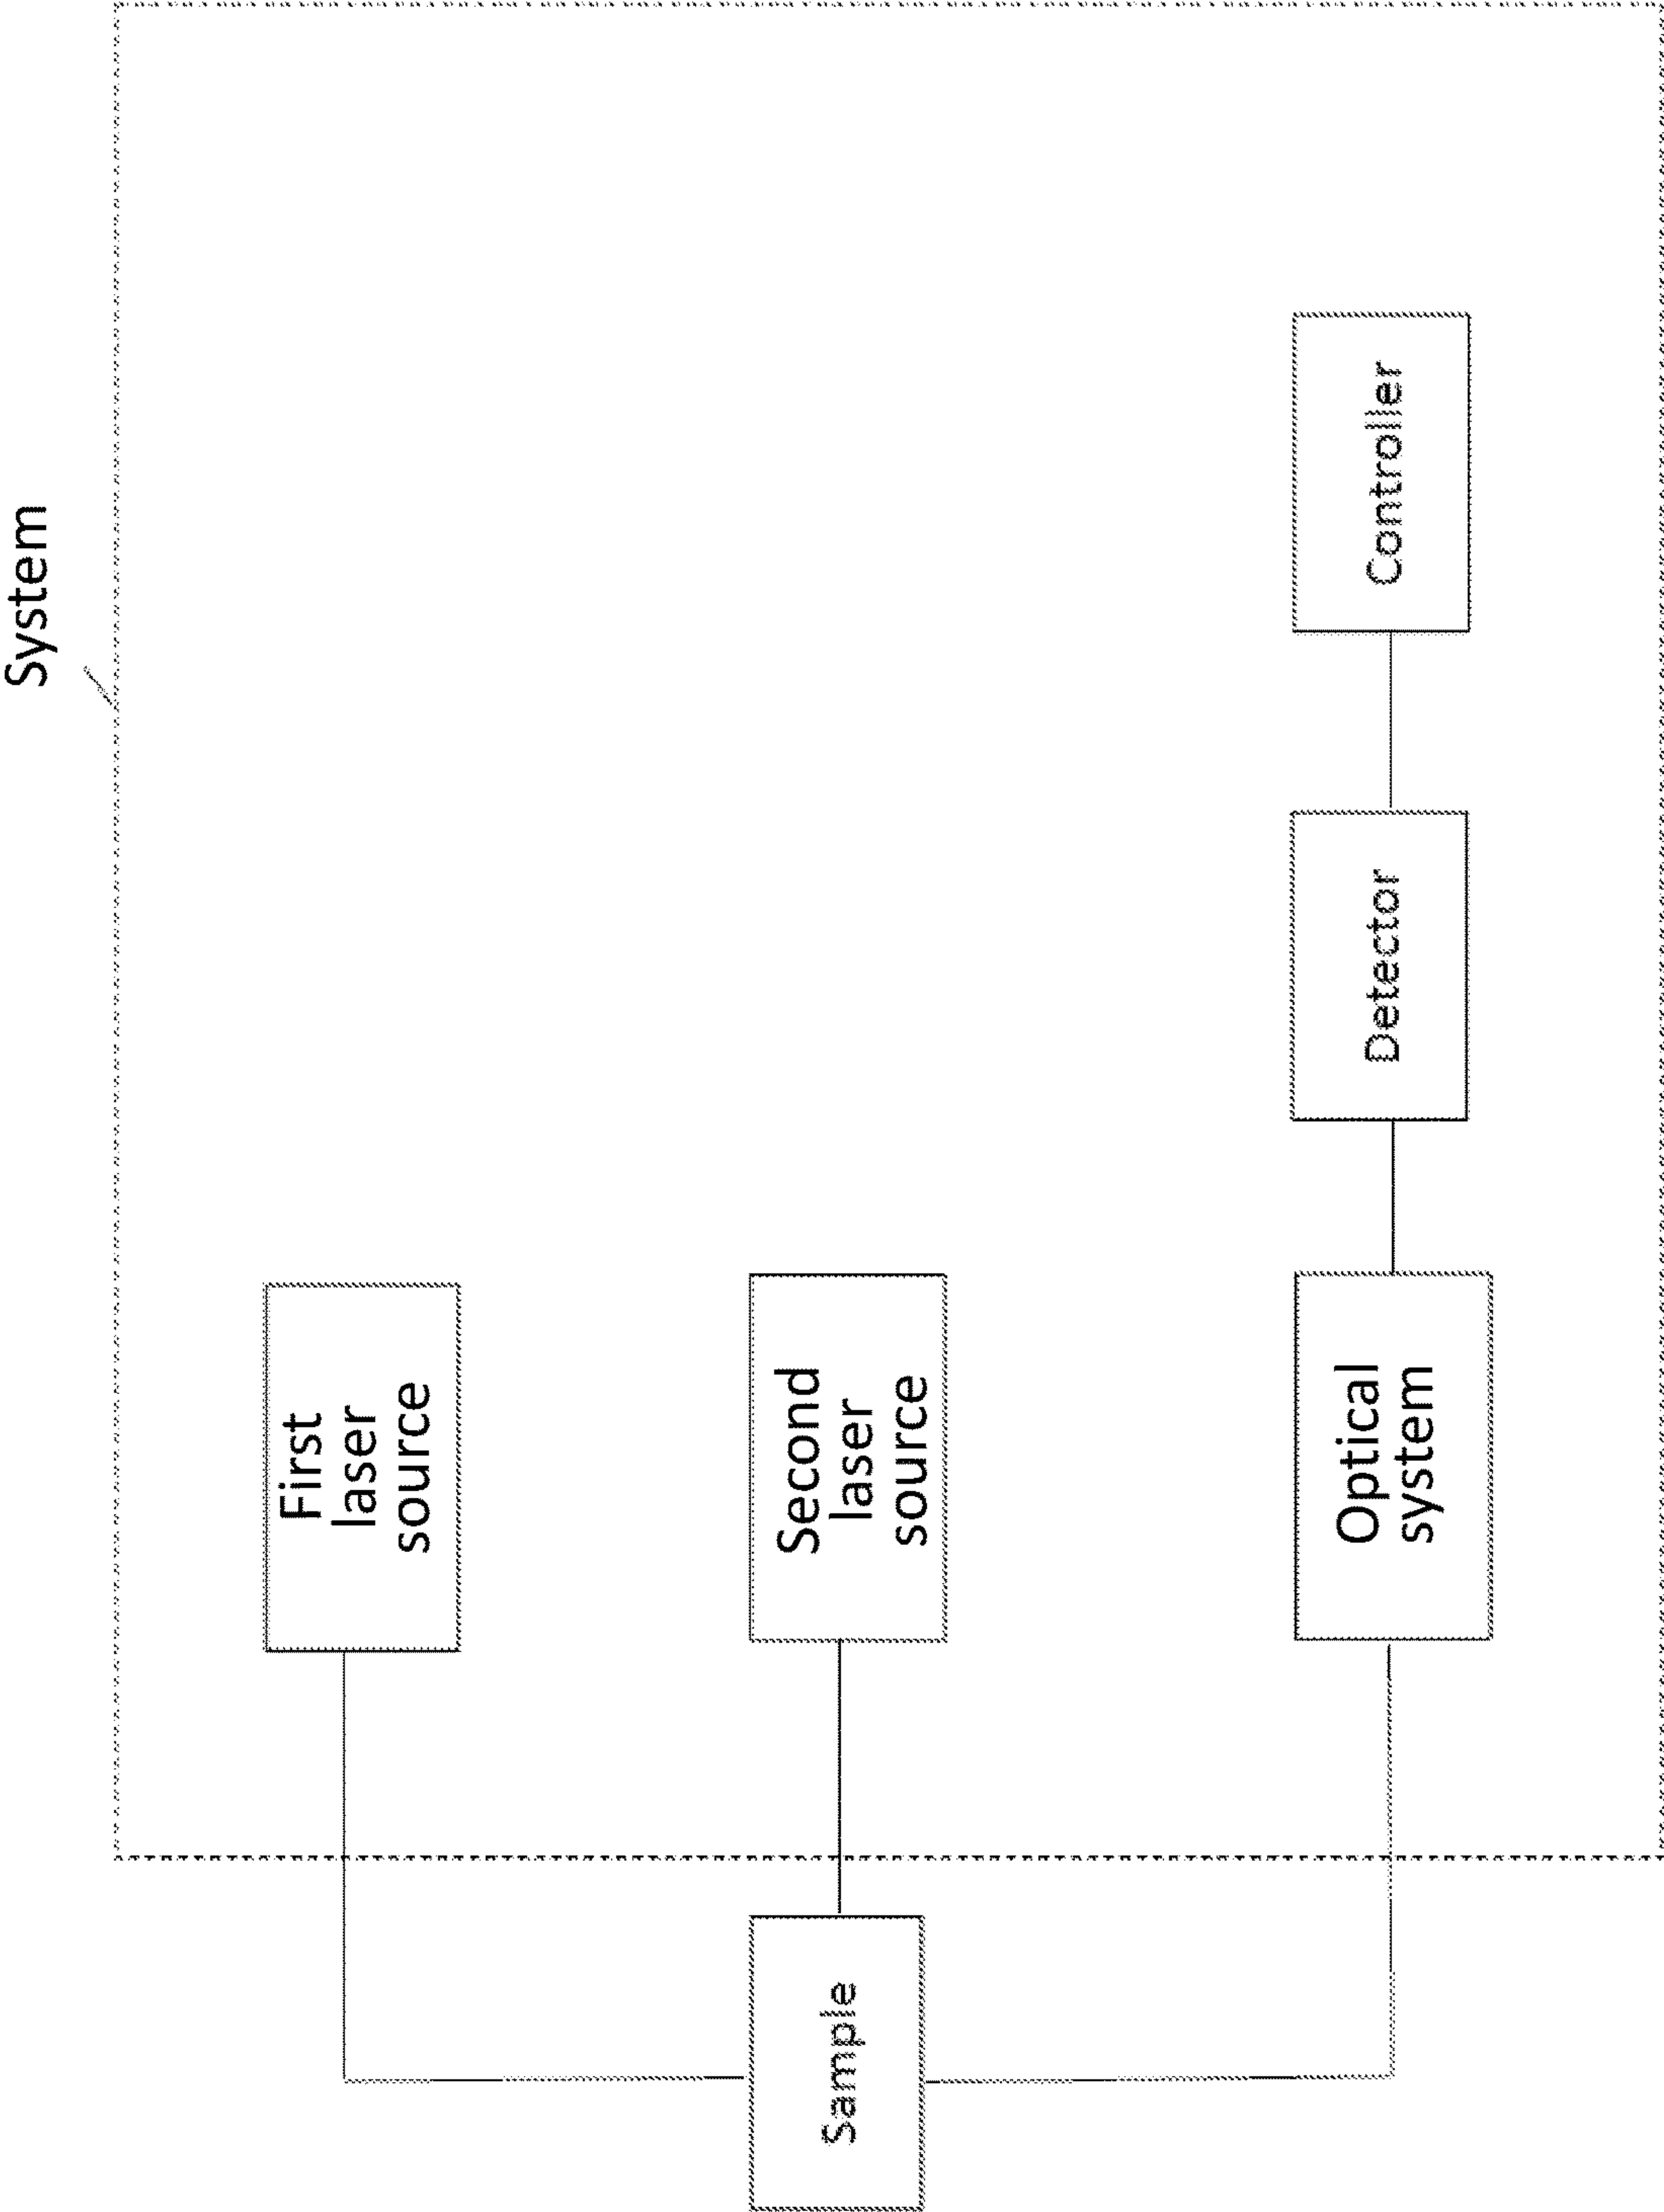 System
First
laser
source
Second
laser
source
Sample
Optical
system
Detector
Controller